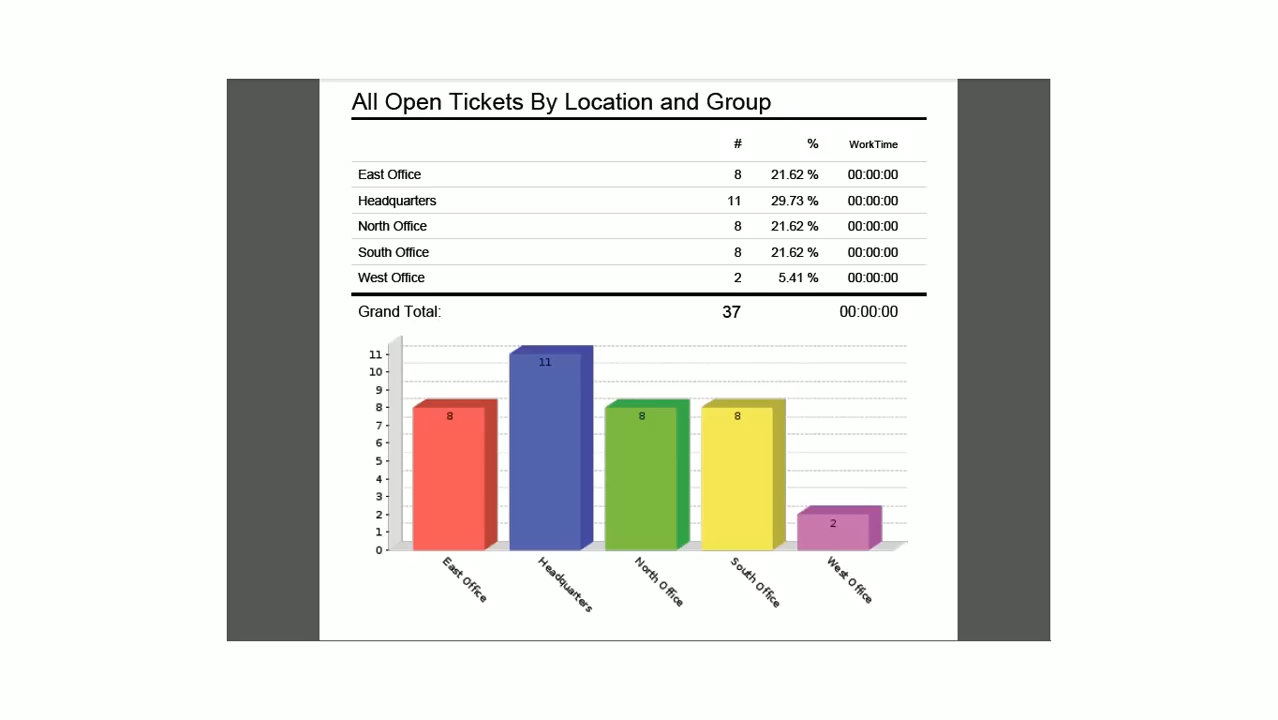 All Open Tickets By Location and Group
# % WorkTime
East Office 8 21.62 % 00:00:00
Headquarters 11 29.73 % 00:00:00
North Office 8 21.62 % 00:00:00
South Office 8 21.62 % 00:00:00
West Office 2 5.41 % 00:00:00
Grand Total: 37 00:00:00
11
10
9
8
7
6
5
4
3
2
1
0
8
11
8
8
2
East Office
Headquarters
North Office
South Office
West Office